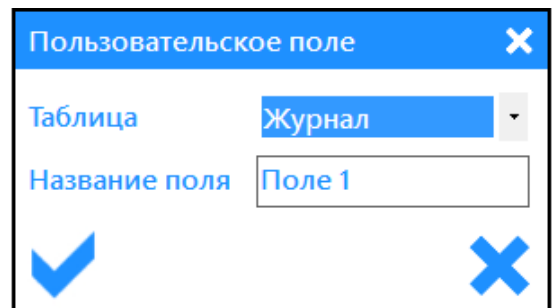 Пользовательское поле
Таблица Журнал
Название поля Поле 1